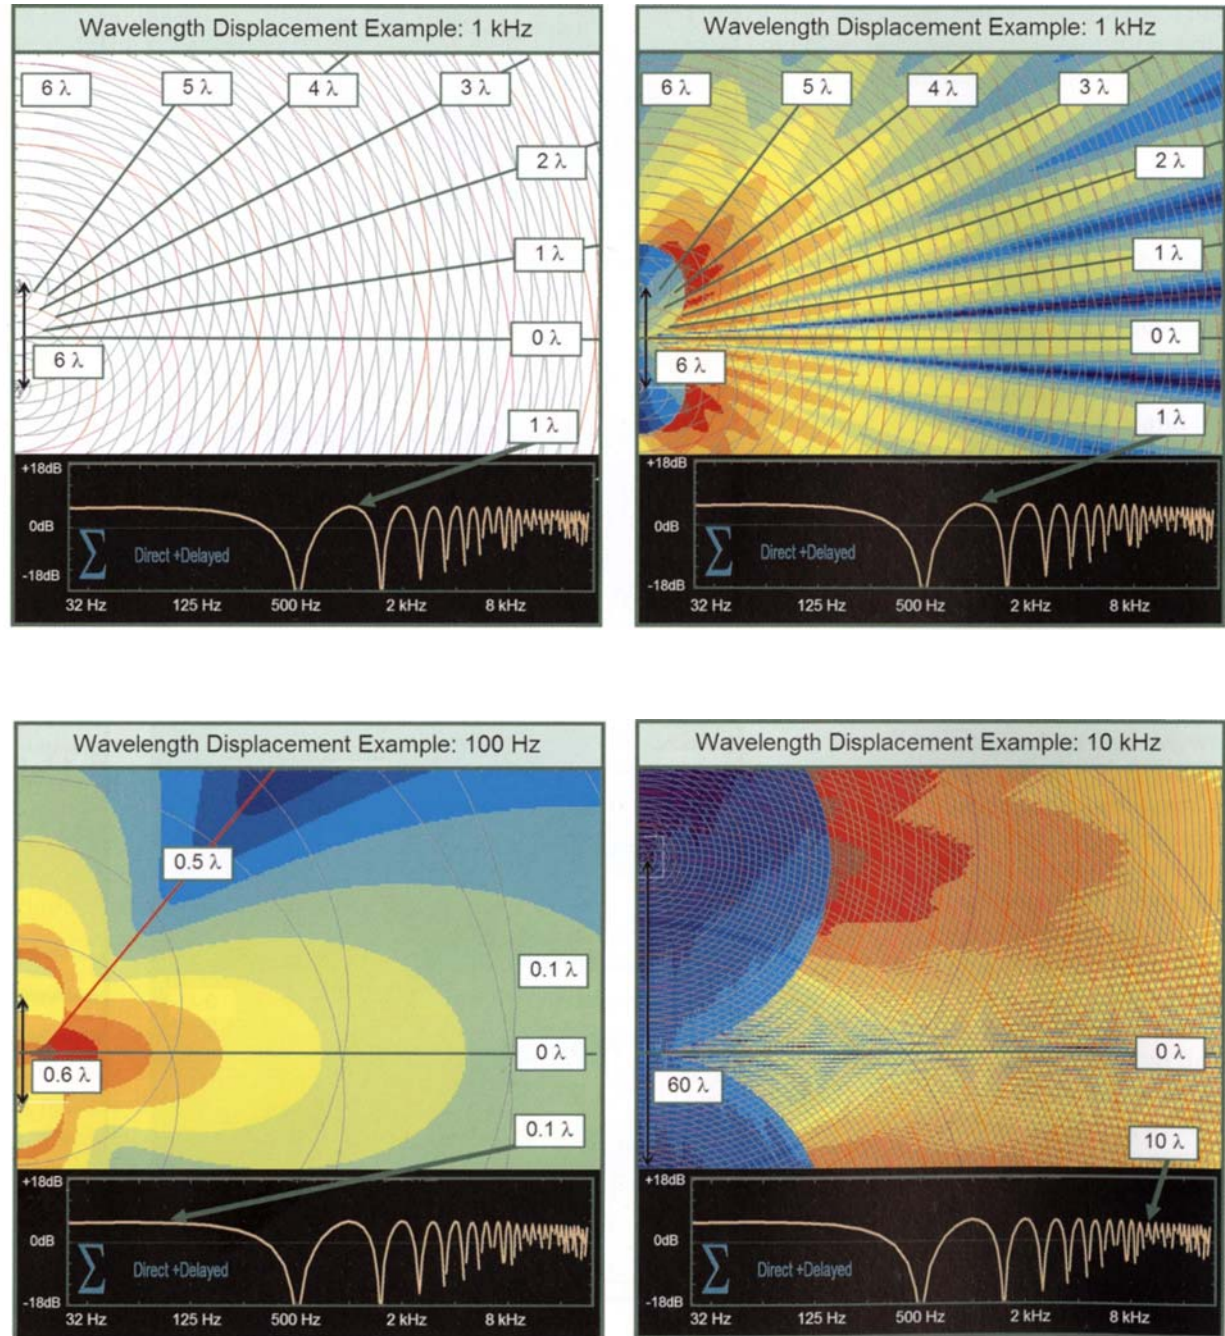 Wavelength Displacement Example: 1 kHz
6 λ
5 λ
4 λ
3 λ
2 λ
1 λ
0 λ
6 λ
1 λ
+18dB
0dB
-18dB
Σ Direct +Delayed
32 Hz 125 Hz 500 Hz 2 kHz 8 kHz
Wavelength Displacement Example: 1 kHz
6 λ
5 λ
4 λ
3 λ
2 λ
1 λ
0 λ
6 λ
1 λ
+18dB
0dB
-18dB
Σ Direct +Delayed
32 Hz 125 Hz 500 Hz 2 kHz 8 kHz
Wavelength Displacement Example: 100 Hz
0.5 λ
0.1 λ
0 λ
0.6 λ
0.1 λ
+18dB
0dB
-18dB
Σ Direct +Delayed
32 Hz 125 Hz 500 Hz 2 kHz 8 kHz
Wavelength Displacement Example: 10 kHz
0 λ
60 λ
10 λ
+18dB
0dB
-18dB
Σ Direct +Delayed
32 Hz 125 Hz 500 Hz 2 kHz 8 kHz